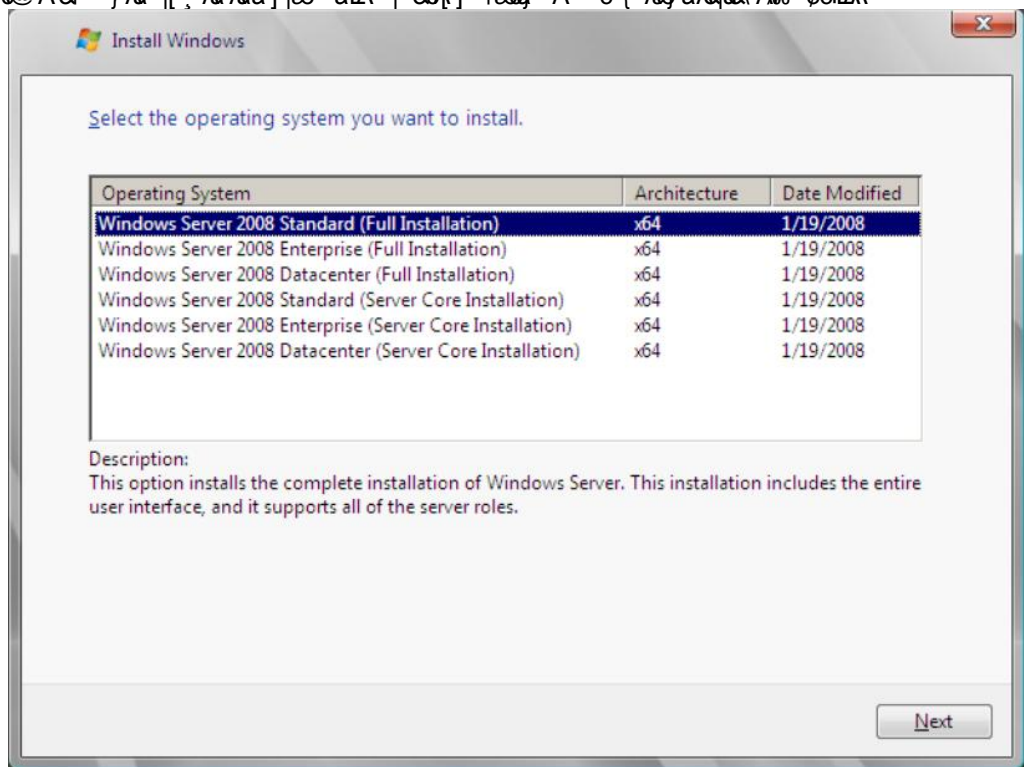 Install Windows
Select the operating system you want to install.
Operating System Architecture Date Modified
Windows Server 2008 Standard (Full Installation) x64 1/19/2008
Windows Server 2008 Enterprise (Full Installation) x64 1/19/2008
Windows Server 2008 Datacenter (Full Installation) x64 1/19/2008
Windows Server 2008 Standard (Server Core Installation) x64 1/19/2008
Windows Server 2008 Enterprise (Server Core Installation) x64 1/19/2008
Windows Server 2008 Datacenter (Server Core Installation) x64 1/19/2008
Description:
This option installs the complete installation of Windows Server. This installation includes the entire
user interface, and it supports all of the server roles.
Next